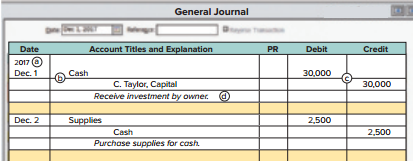 General Journal
Date Dec 1, 2017 Reference
Date Account Titles and Explanation PR Debit Credit
2017 (a)
Dec. 1 (b) Cash 30,000 (c)
C. Taylor, Capital 30,000
Receive investment by owner. (d)
Dec. 2 Supplies 2,500
Cash 2,500
Purchase supplies for cash.